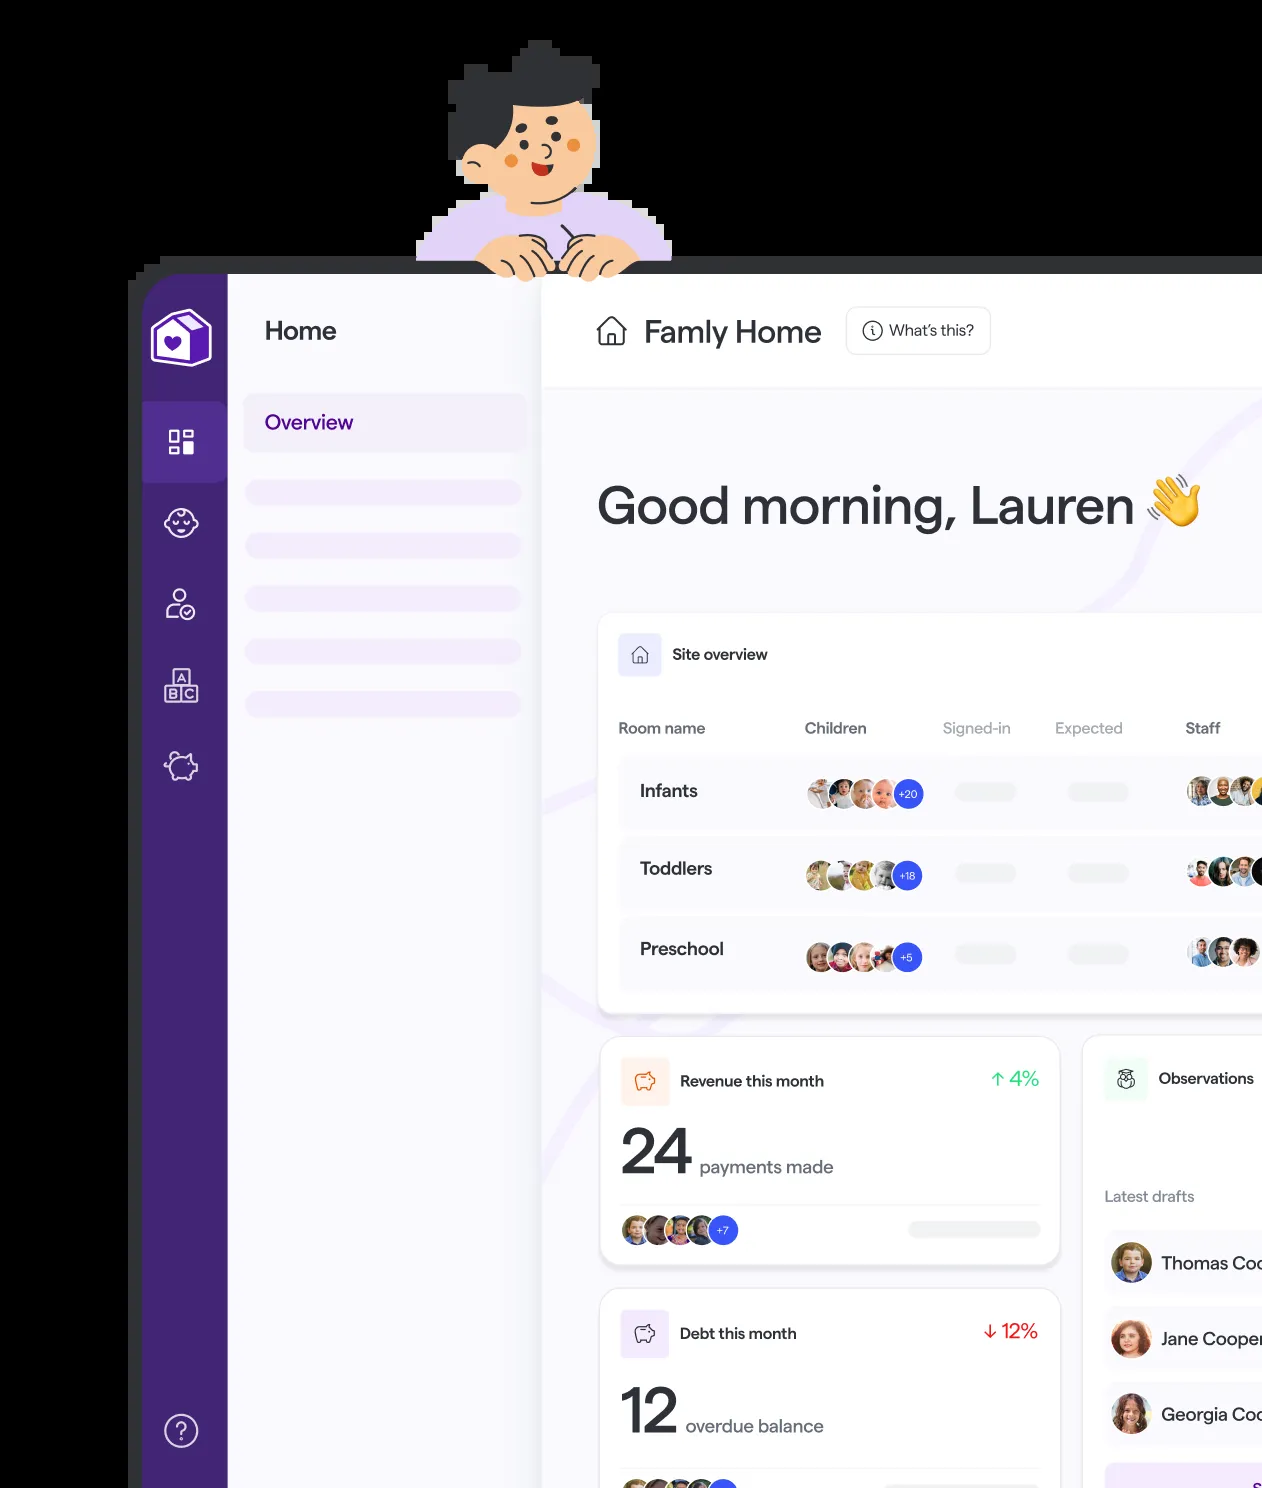 Home
Famly Home
What's this?
Overview
Good morning, Lauren
Site overview
Room name Children Signed-in Expected Staff
Infants +20
Toddlers +18
Preschool +5
A
B C
Revenue this month ↑ 4%
24 payments made
+7
Debt this month ↓ 12%
12 overdue balance
Observations
Latest drafts
Thomas Coo
Jane Cooper
Georgia Coo
?